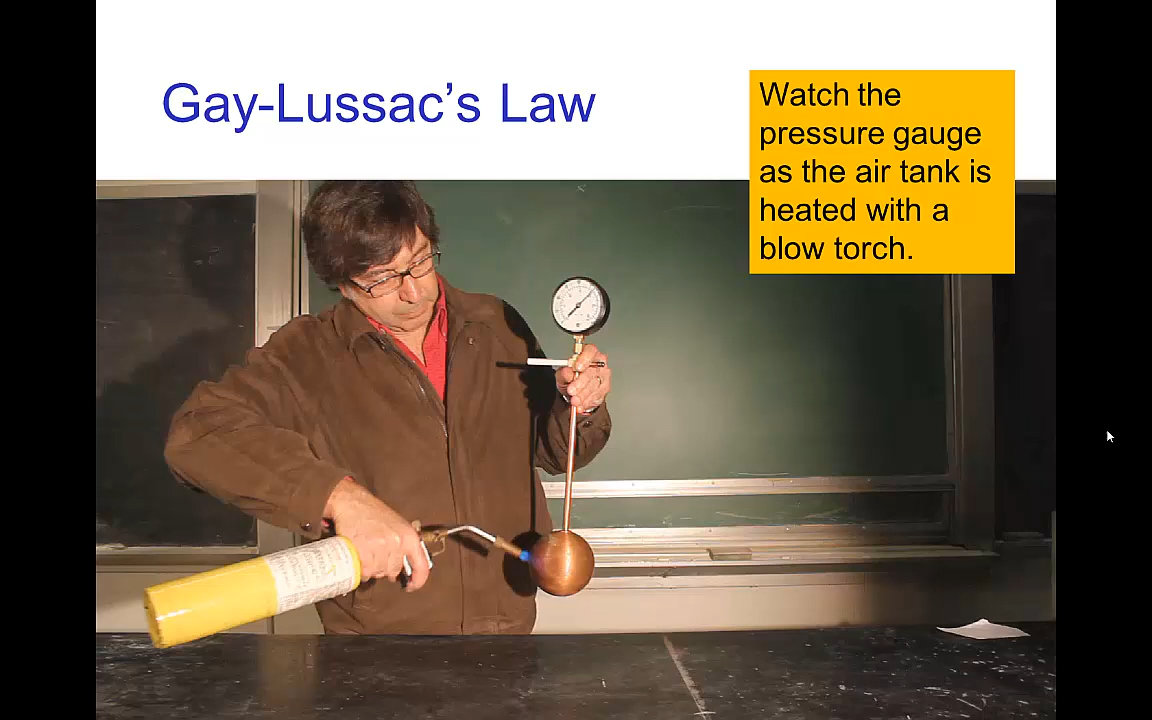 Gay-Lussac’s Law
Watch the
pressure gauge
as the air tank is
heated with a
blow torch.